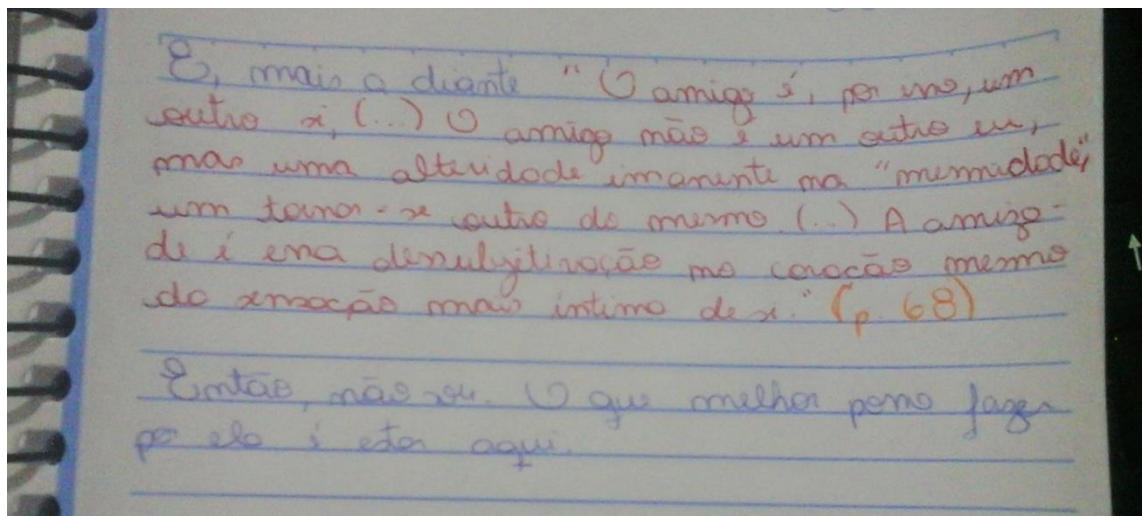 E, mais a diante " O amigo é, por isso, um
outro si, (...) O amigo não é um outro eu,
mas uma alteridade imanente na "mesmidade",
um tornar-se outro do mesmo. (...) A amiza-
de é essa dessubjetivação no coração mesmo
da sensação mais íntima de si." (p. 68)
Então, não sou. O que melhor posso fazer
por ela é estar aqui.